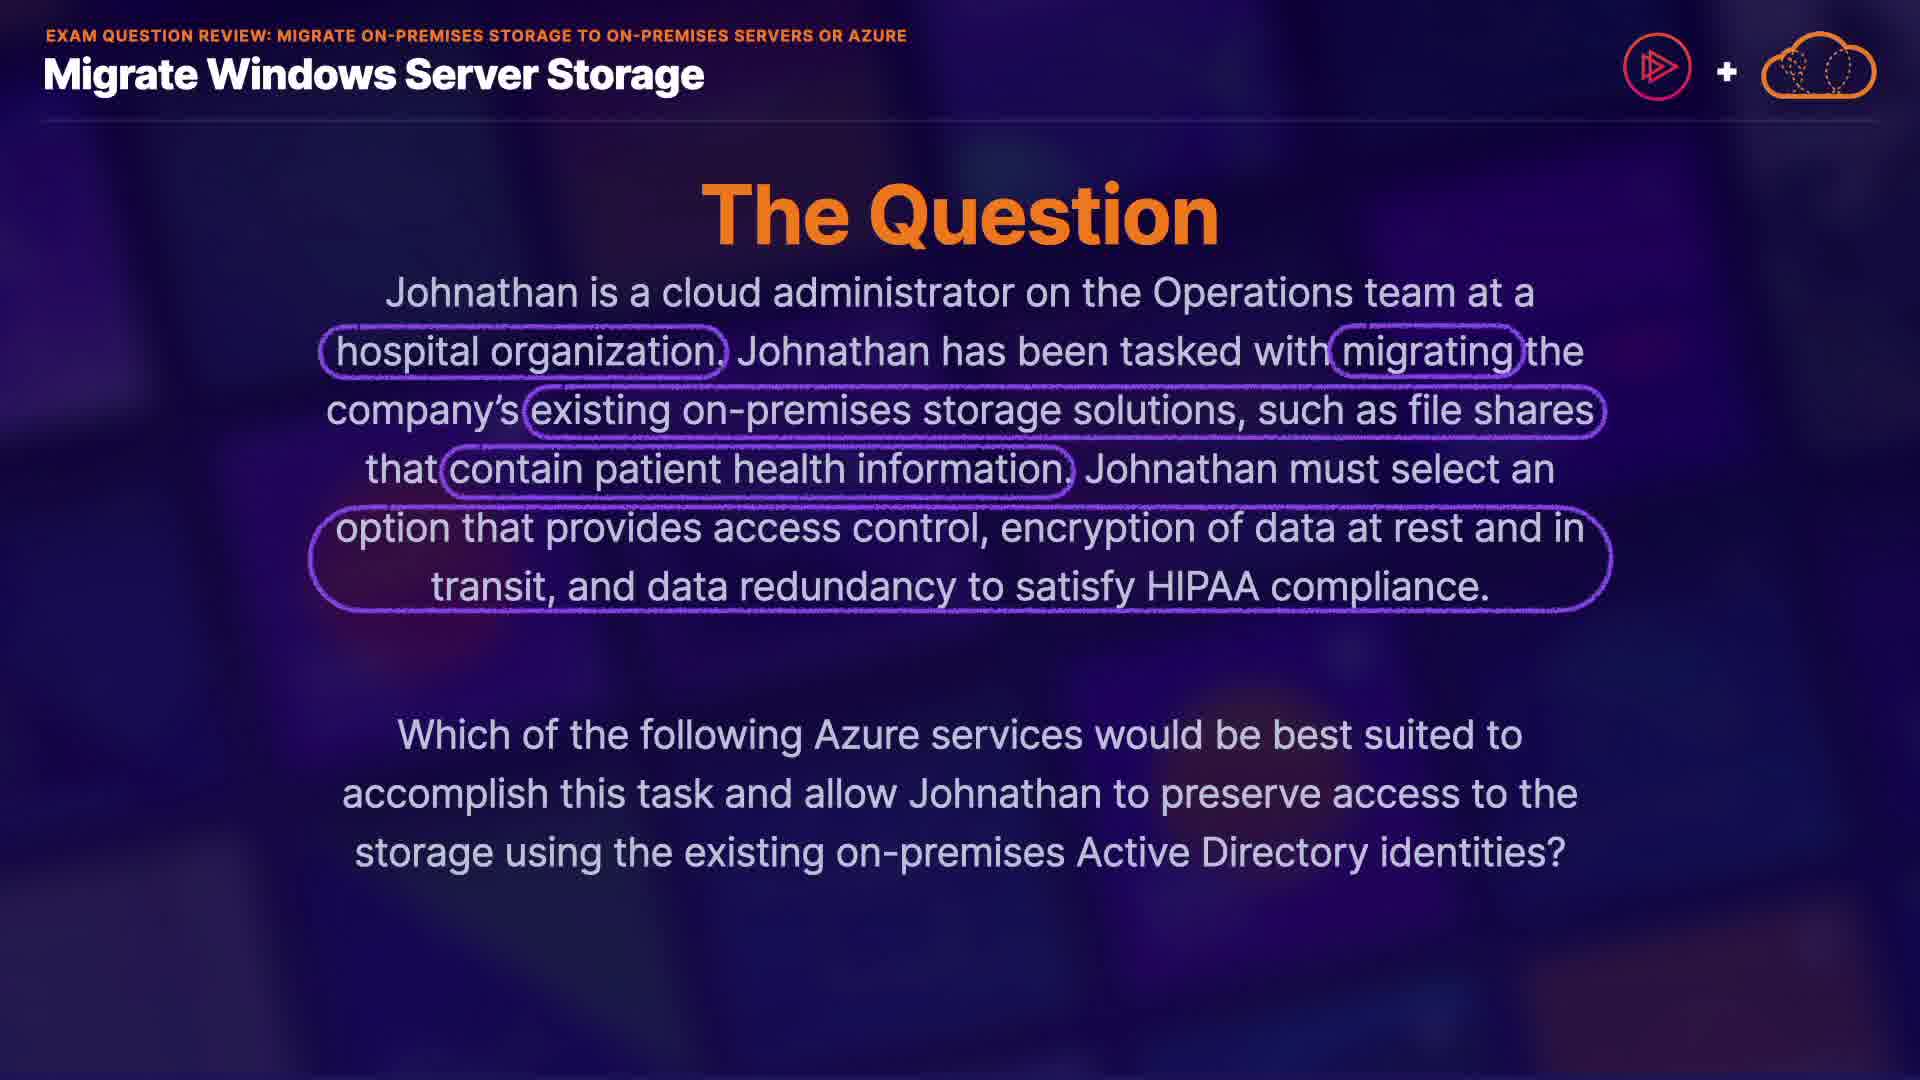 EXAM QUESTION REVIEW: MIGRATE ON-PREMISES STORAGE TO ON-PREMISES SERVERS OR AZURE
Migrate Windows Server Storage
+
The Question
Johnathan is a cloud administrator on the Operations team at a
hospital organization. Johnathan has been tasked with migrating the
company’s existing on-premises storage solutions, such as file shares
that contain patient health information. Johnathan must select an
option that provides access control, encryption of data at rest and in
transit, and data redundancy to satisfy HIPAA compliance.
Which of the following Azure services would be best suited to
accomplish this task and allow Johnathan to preserve access to the
storage using the existing on-premises Active Directory identities?